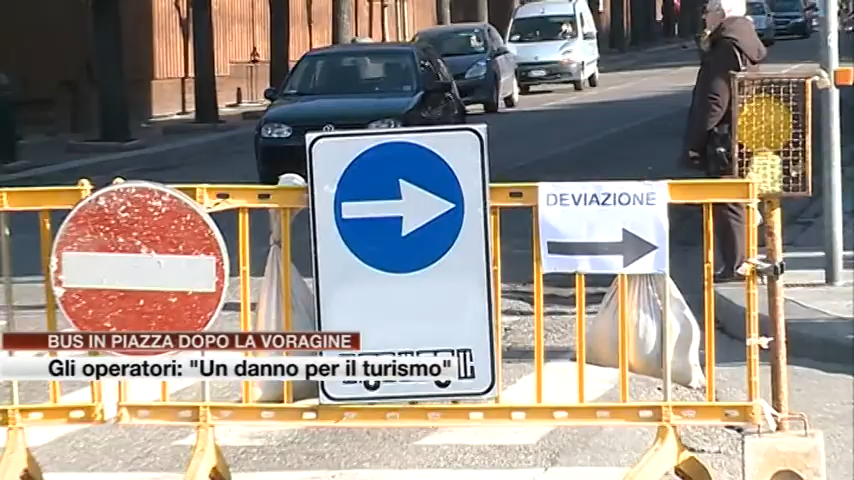 DEVIAZIONE
BUS IN PIAZZA DOPO LA VORAGINE
Gli operatori: "Un danno per il turismo"